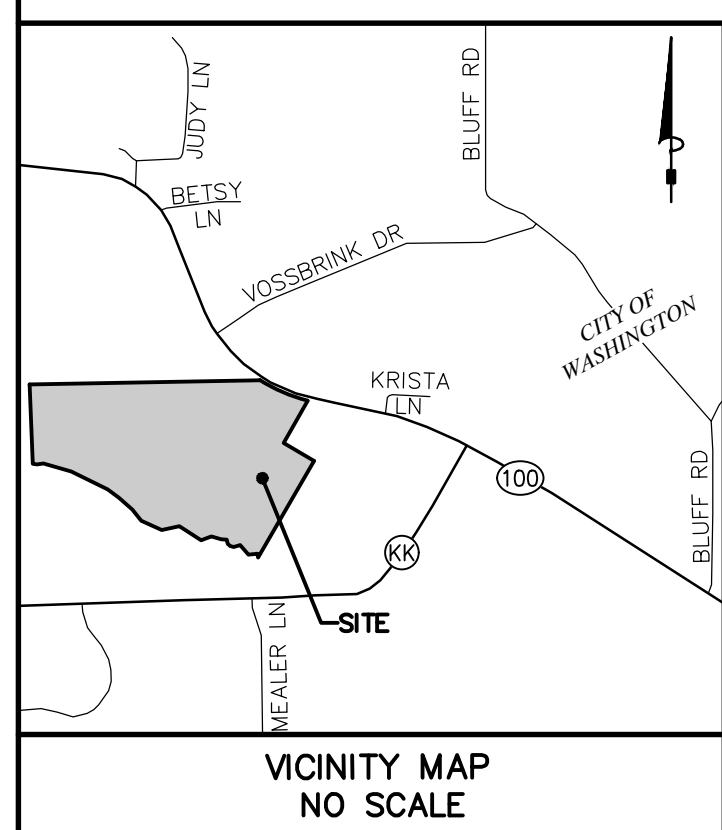 JUDY LN
BLUFF RD
BETSY
LN
VOSSBRINK DR
CITY OF
WASHINGTON
KRISTA
LN
100
BLUFF RD
KK
SITE
MEALER LN
VICINITY MAP
NO SCALE